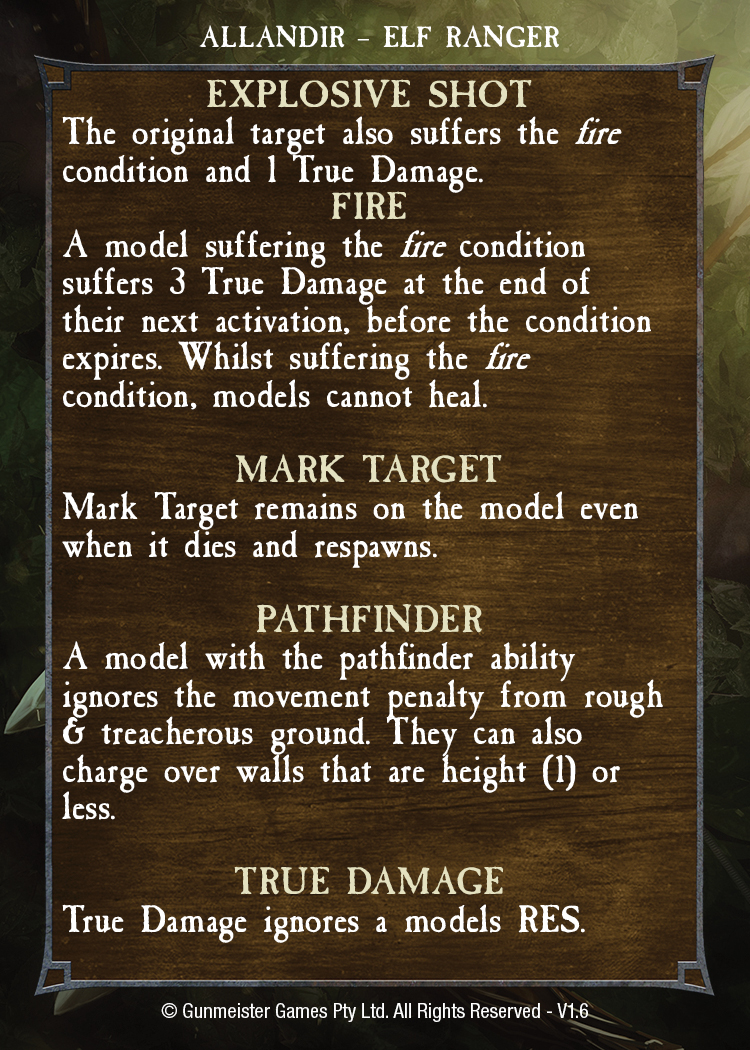 ALLANDIR – ELF RANGER
EXPLOSIVE SHOT
The original target also suffers the fire
condition and 1 True Damage.
FIRE
A model suffering the fire condition
suffers 3 True Damage at the end of
their next activation, before the condition
expires. Whilst suffering the fire
condition, models cannot heal.
MARK TARGET
Mark Target remains on the model even
when it dies and respawns.
PATHFINDER
A model with the pathfinder ability
ignores the movement penalty from rough
& treacherous ground. They can also
charge over walls that are height (1) or
less.
TRUE DAMAGE
True Damage ignores a models RES.
© Gunmeister Games Pty Ltd. All Rights Reserved - V1.6